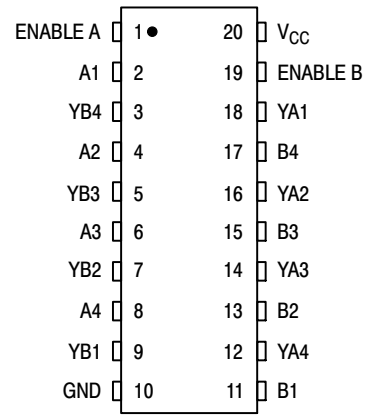 ENABLE A 1 20 VCC
A1 2 19 ENABLE B
YB4 3 18 YA1
A2 4 17 B4
YB3 5 16 YA2
A3 6 15 B3
YB2 7 14 YA3
A4 8 13 B2
YB1 9 12 YA4
GND 10 11 B1